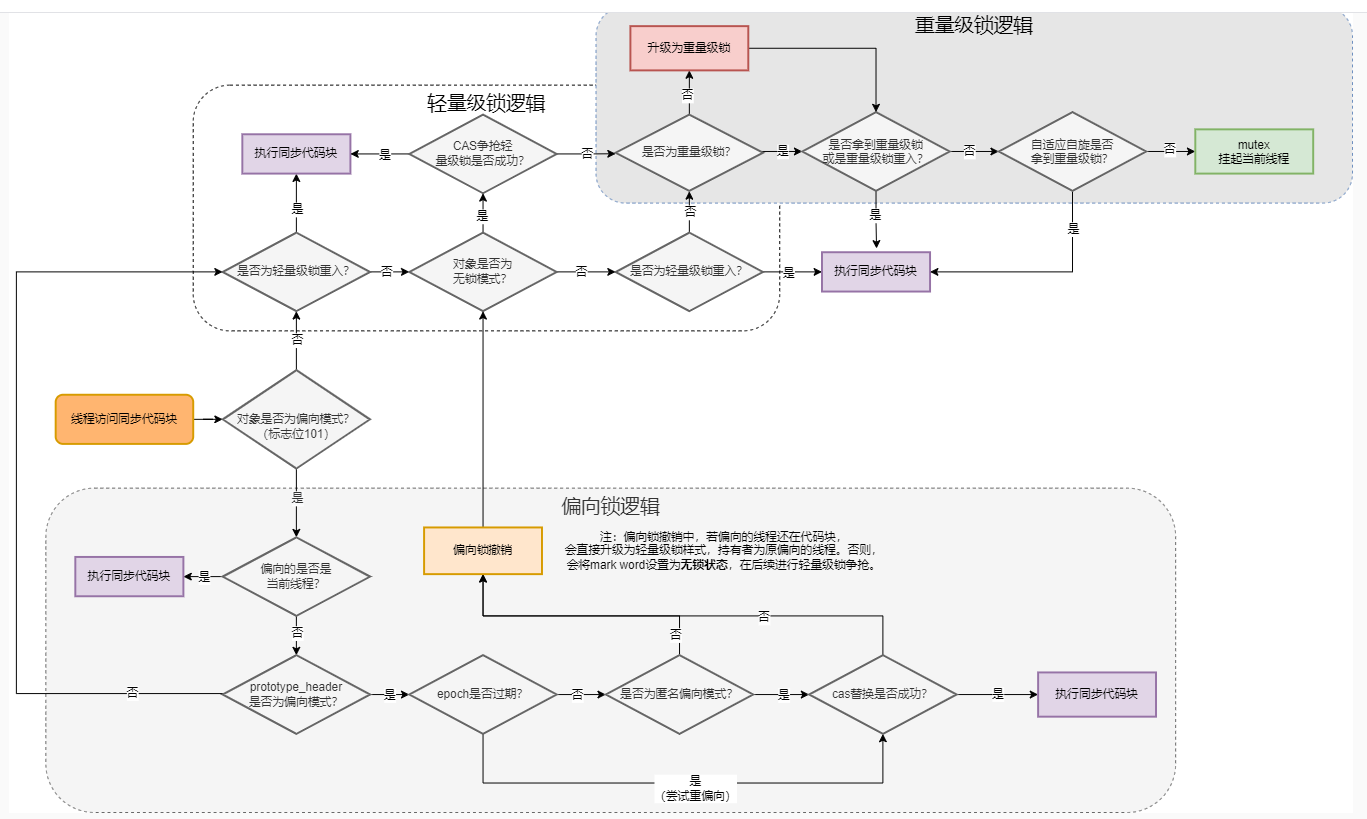 重量级锁逻辑
升级为重量级锁
否
轻量级锁逻辑
执行同步代码块
是
CAS争抢轻
量级锁是否成功?
否
是否为重量级锁?
是
是否拿到重量级锁
或是重量级锁重入?
否
自适应自旋是否
拿到重量级锁?
否
mutex
挂起当前线程
是
是
否
是
是
是否为轻量级锁重入?
否
对象是否为
无锁模式?
否
是否为轻量级锁重入?
是
执行同步代码块
否
线程访问同步代码块
对象是否为偏向模式?
（标志位101）
是
偏向锁逻辑
偏向锁撤销
注：偏向锁撤销中，若偏向的线程还在代码块，
会直接升级为轻量级锁样式，持有者为原偏向的线程。否则，
会将mark word设置为无锁状态，在后续进行轻量级锁争抢。
执行同步代码块
是
偏向的是否是
当前线程?
否
否
否
否
prototype_header
是否为偏向模式?
是
epoch是否过期?
否
是否为匿名偏向模式?
是
cas替换是否成功?
是
执行同步代码块
是
（尝试重偏向）